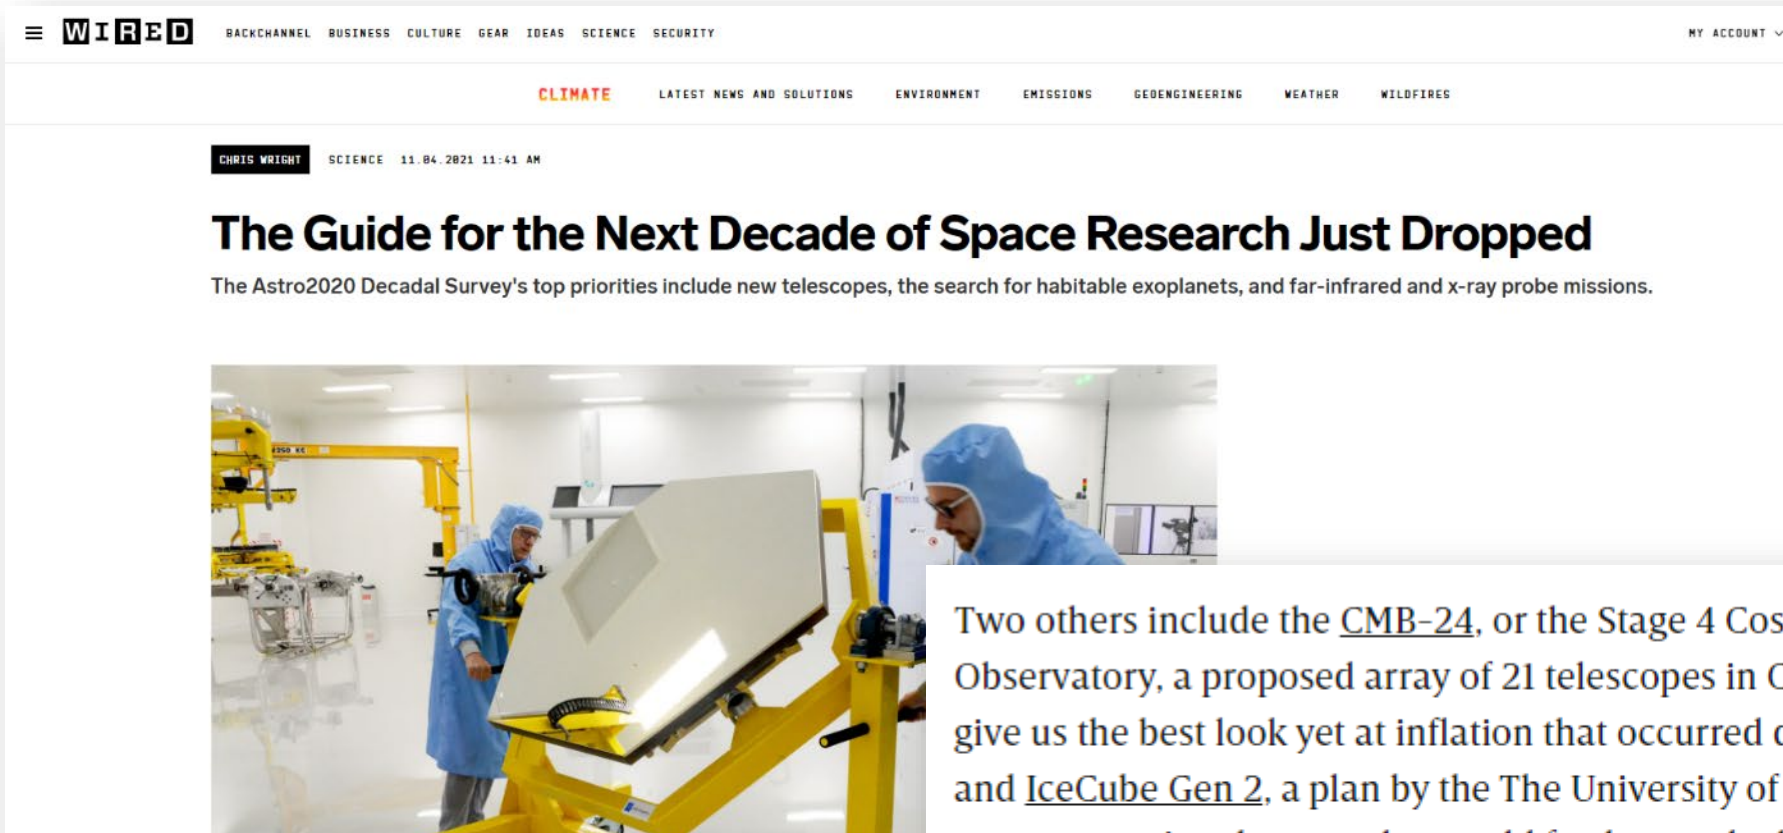 WIRED BACKCHANNEL BUSINESS CULTURE GEAR IDEAS SCIENCE SECURITY MY ACCOUNT
CLIMATE LATEST NEWS AND SOLUTIONS ENVIRONMENT EMISSIONS GEOENGINEERING WEATHER WILDFIRES
CHRIS WRIGHT SCIENCE 11.04.2021 11:41 AM
The Guide for the Next Decade of Space Research Just Dropped
The Astro2020 Decadal Survey's top priorities include new telescopes, the search for habitable exoplanets, and far-infrared and x-ray probe missions.
Two others include the CMB-24, or the Stage 4 Cos
Observatory, a proposed array of 21 telescopes in C
give us the best look yet at inflation that occurred
and IceCube Gen 2, a plan by the The University of